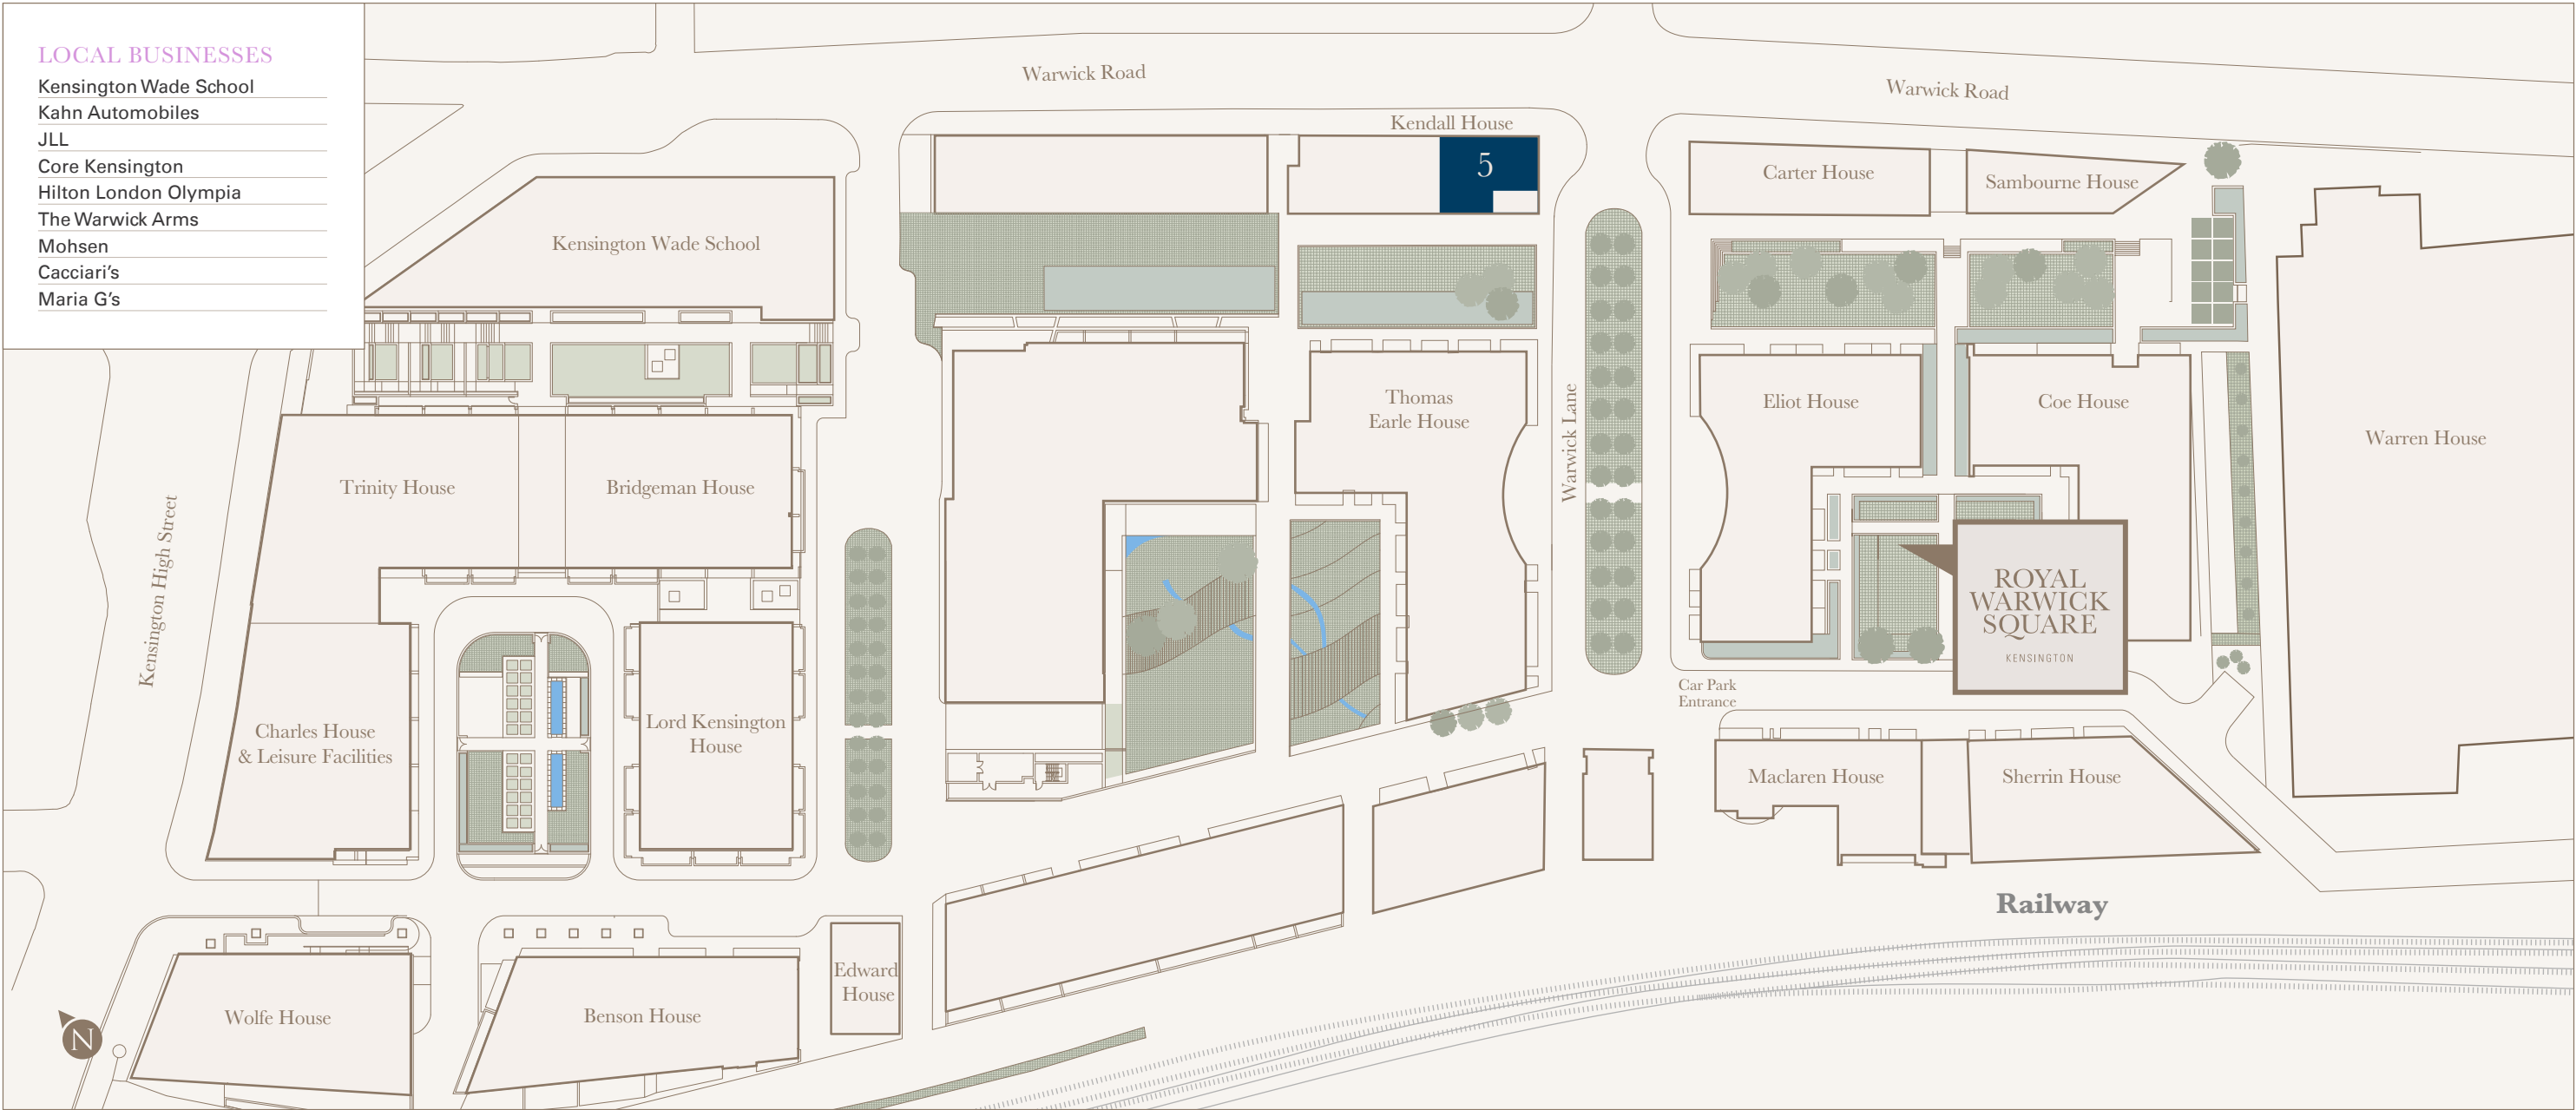 LOCAL BUSINESSES
Kensington Wade School
Kahn Automobiles
JLL
Core Kensington
Hilton London Olympia
The Warwick Arms
Mohsen
Cacciari’s
Maria G’s
Warwick Road
Warwick Road
Kendall House
5
Carter House
Sambourne House
Kensington Wade School
Thomas
Earle House
Warwick Lane
Eliot House
Coe House
Warren House
Trinity House
Bridgeman House
Kensington High Street
ROYAL
WARWICK
SQUARE
KENSINGTON
Car Park
Entrance
Charles House
& Leisure Facilities
Lord Kensington
House
Maclaren House
Sherrin House
Railway
Edward
House
Wolfe House
Benson House
N